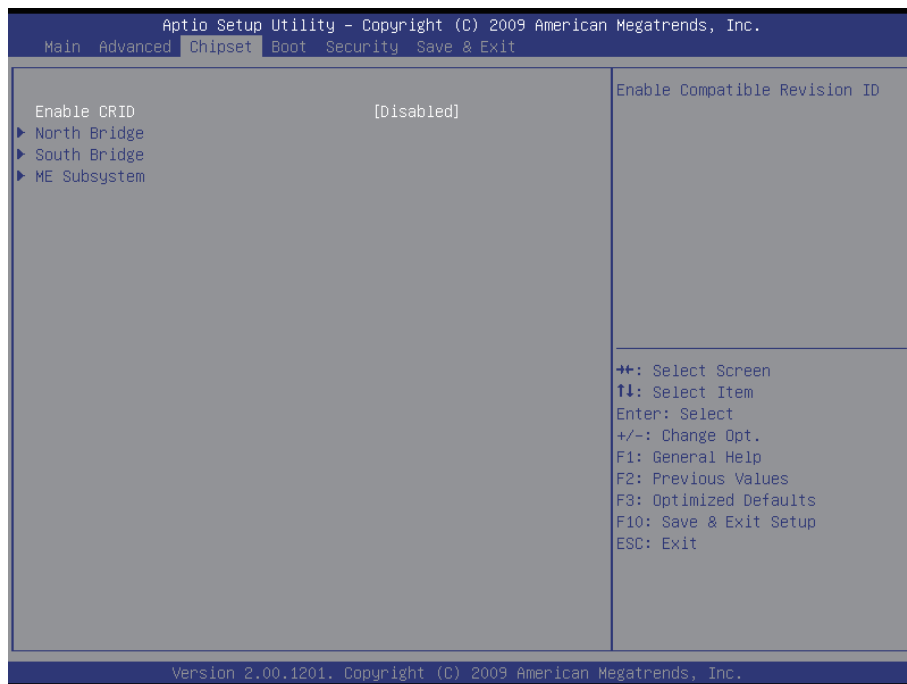 Aptio Setup Utility – Copyright (C) 2009 American Megatrends, Inc.
Main Advanced Chipset Boot Security Save & Exit
Enable CRID [Disabled]
North Bridge
South Bridge
ME Subsystem
Enable Compatible Revision ID
→←: Select Screen
↑↓: Select Item
Enter: Select
+/-: Change Opt.
F1: General Help
F2: Previous Values
F3: Optimized Defaults
F10: Save & Exit Setup
ESC: Exit
Version 2.00.1201. Copyright (C) 2009 American Megatrends, Inc.